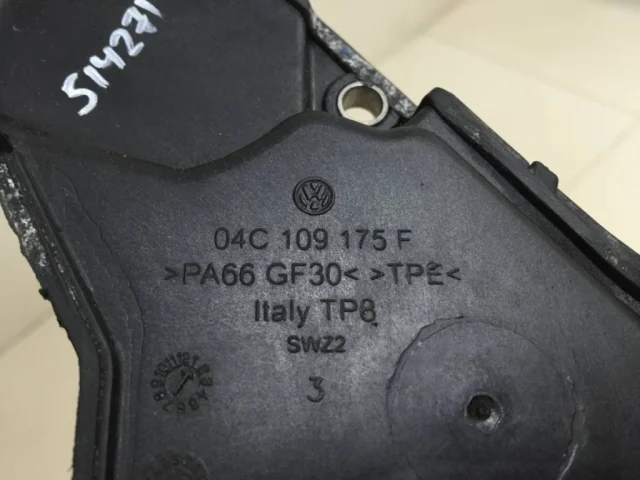 514271
04C 109 175 F
>PA66 GF30< >TPE<
Italy TP8
SWZ2
3